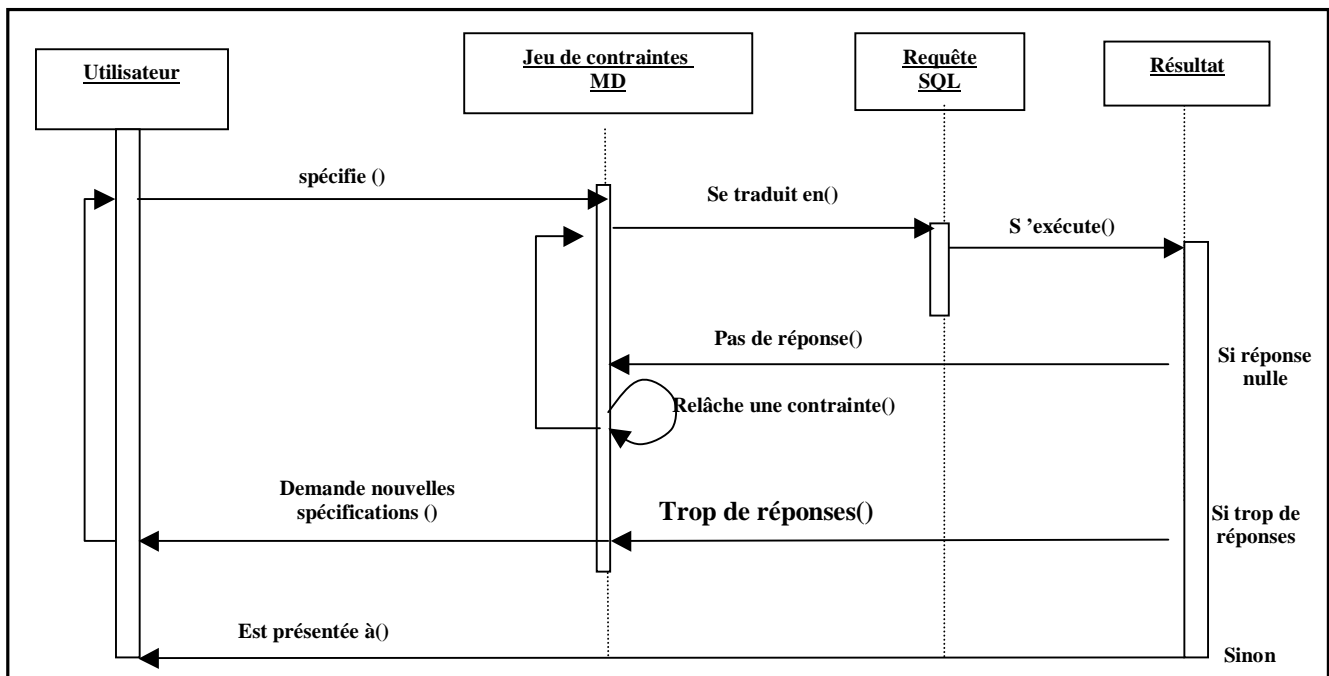 Utilisateur
Jeu de contraintes
MD
Requête
SQL
Résultat
spécifie ()
Se traduit en()
S ’exécute()
Pas de réponse()
Si réponse
nulle
Relâche une contrainte()
Demande nouvelles
spécifications ()
Trop de réponses()
Si trop de
réponses
Est présentée à()
Sinon